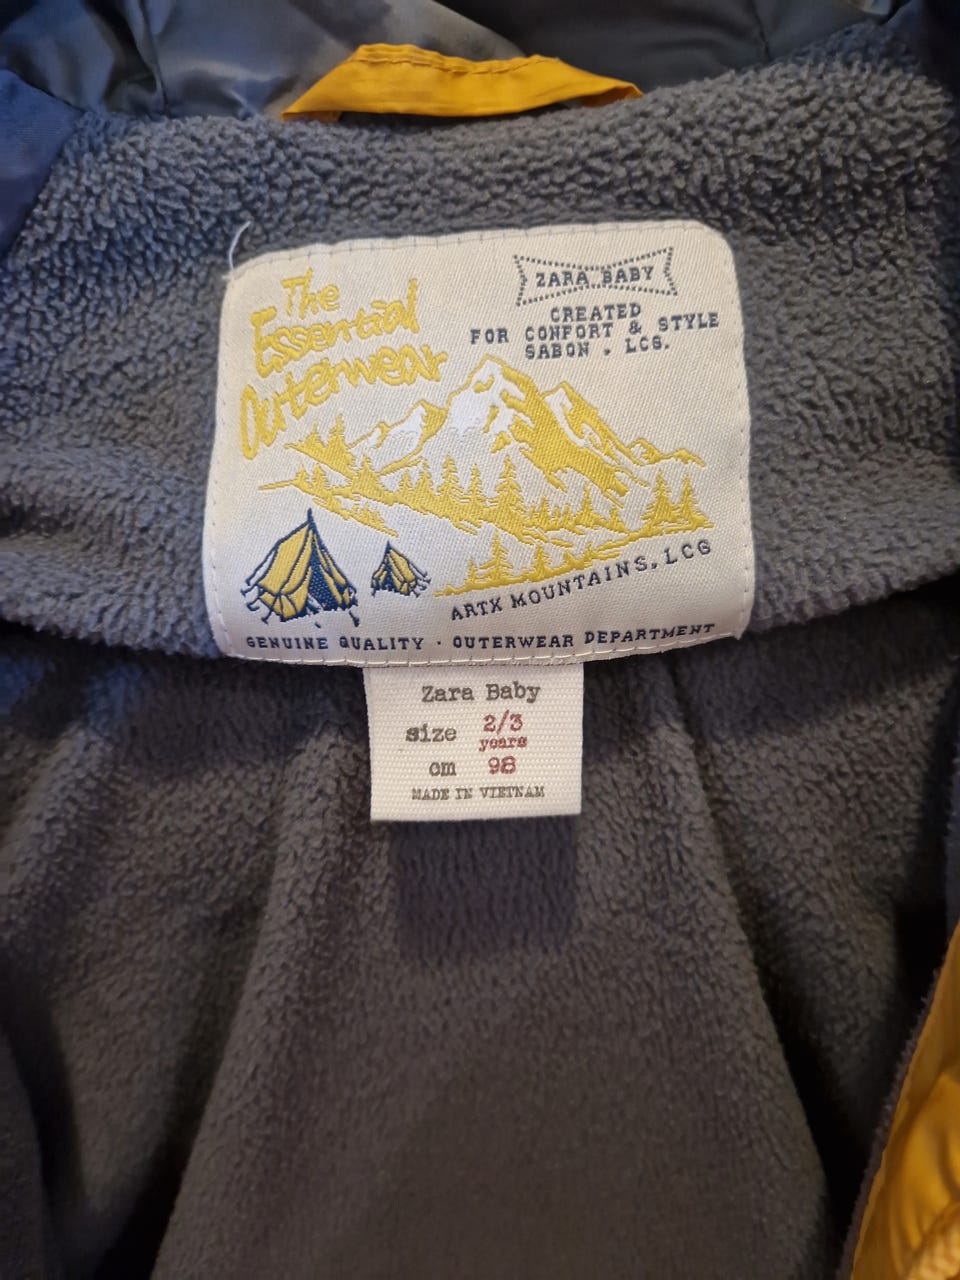 The
Essential
Outerwear
ZARA BABY
CREATED
FOR CONFORT & STYLE
SABON . LCG.
ARTX MOUNTAINS, LCG
GENUINE QUALITY · OUTERWEAR DEPARTMENT
Zara Baby
size 2/3
years
cm 98
MADE IN VIETNAM